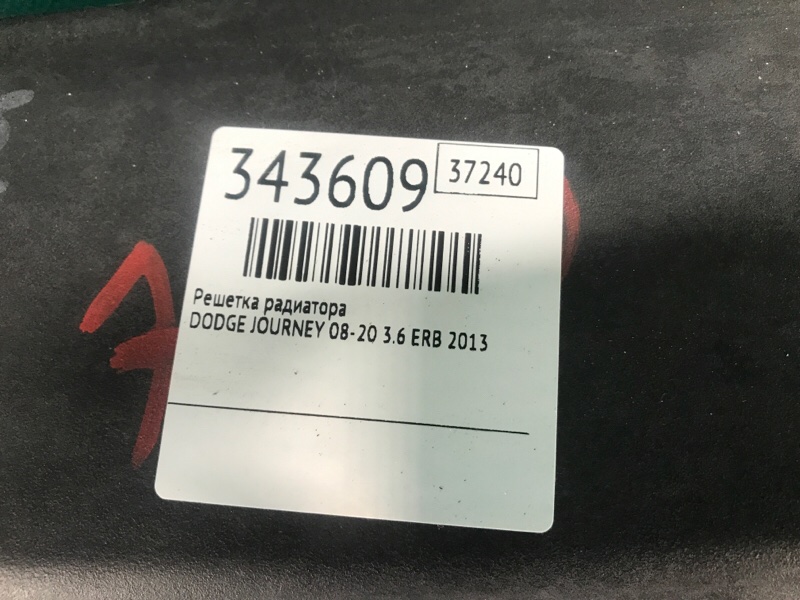 343609 37240
Решетка радиатора
DODGE JOURNEY 08-20 3.6 ERB 2013